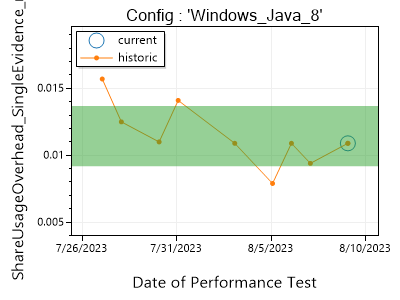 Config : 'Windows_Java_8'
current
historic
0.015
0.01
0.005
7/26/2023 7/31/2023 8/5/2023 8/10/2023
Date of Performance Test
ShareUsageOverhead_SingleEvidence_